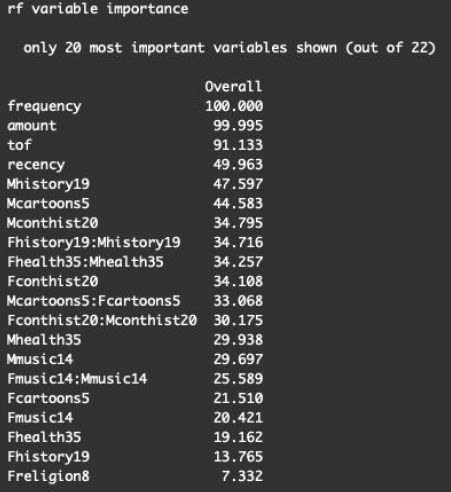 rf variable importance
only 20 most important variables shown (out of 22)
Overall
frequency 100.000
amount 99.995
tof 91.133
recency 49.963
Mhistory19 47.597
Mcartoons5 44.583
Mconthist20 34.795
Fhistory19:Mhistory19 34.716
Fhealth35:Mhealth35 34.257
Fconthist20 34.108
Mcartoons5:Fcartoons5 33.068
Fconthist20:Mconthist20 30.175
Mhealth35 29.938
Mmusic14 29.697
Fmusic14:Mmusic14 25.589
Fcartoons5 21.510
Fmusic14 20.421
Fhealth35 19.162
Fhistory19 13.765
Freligion8 7.332